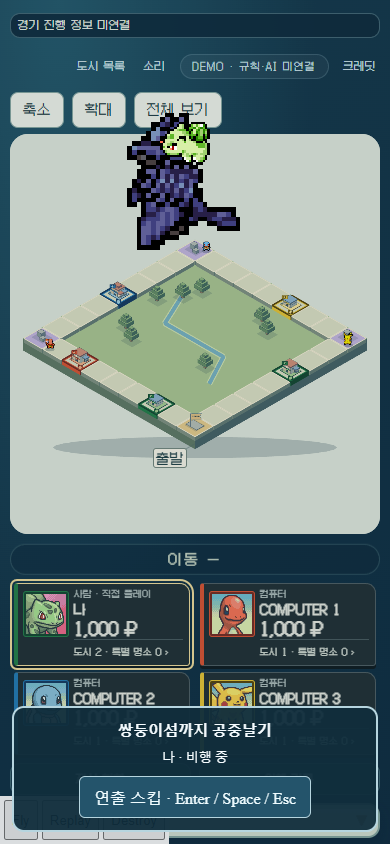 경기 진행 정보 미연결
도시 목록 소리 DEMO · 규칙·AI 미연결 크레딧
축소 확대 전체 보기
출발
이동 —
사람 · 직접 플레이
나
1,000 ₽
도시 2 · 특별 명소 0 ›
컴퓨터
COMPUTER 1
1,000 ₽
도시 1 · 특별 명소 0 ›
컴퓨터
COMPUTER 2
컴퓨터
COMPUTER 3
쌍둥이섬까지 공중날기
나 · 비행 중
연출 스킵 · Enter / Space / Esc